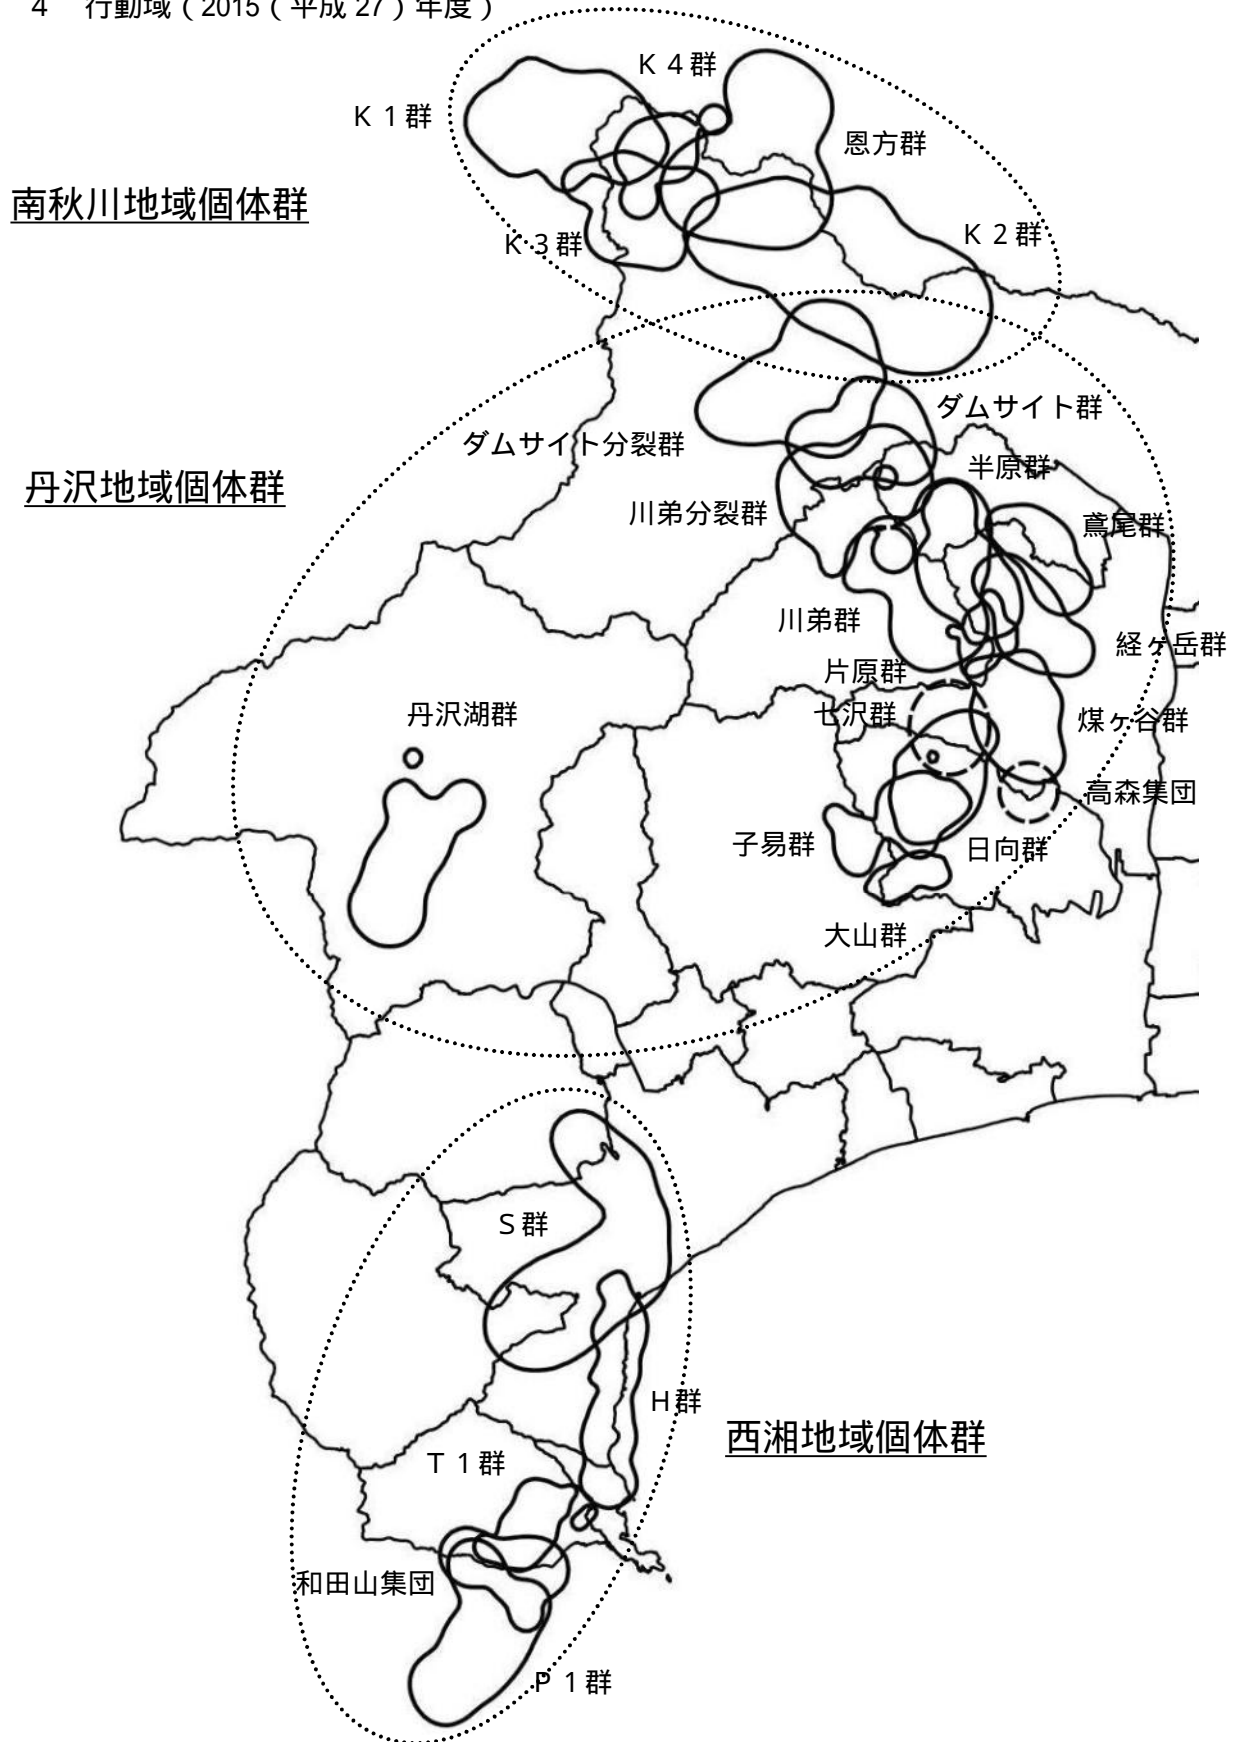 4 行動域（2015（平成27）年度）
K 4群
K 1群
恩方群
南秋川地域個体群
K 3群
K 2群
ダムサイト群
ダムサイト分裂群
半原群
丹沢地域個体群
川弟分裂群
鳶尾群
川弟群
経ヶ岳群
片原群
丹沢湖群
七沢群
煤ヶ谷群
高森集団
子易群
日向群
大山群
S群
H群
西湘地域個体群
T 1群
和田山集団
P 1群